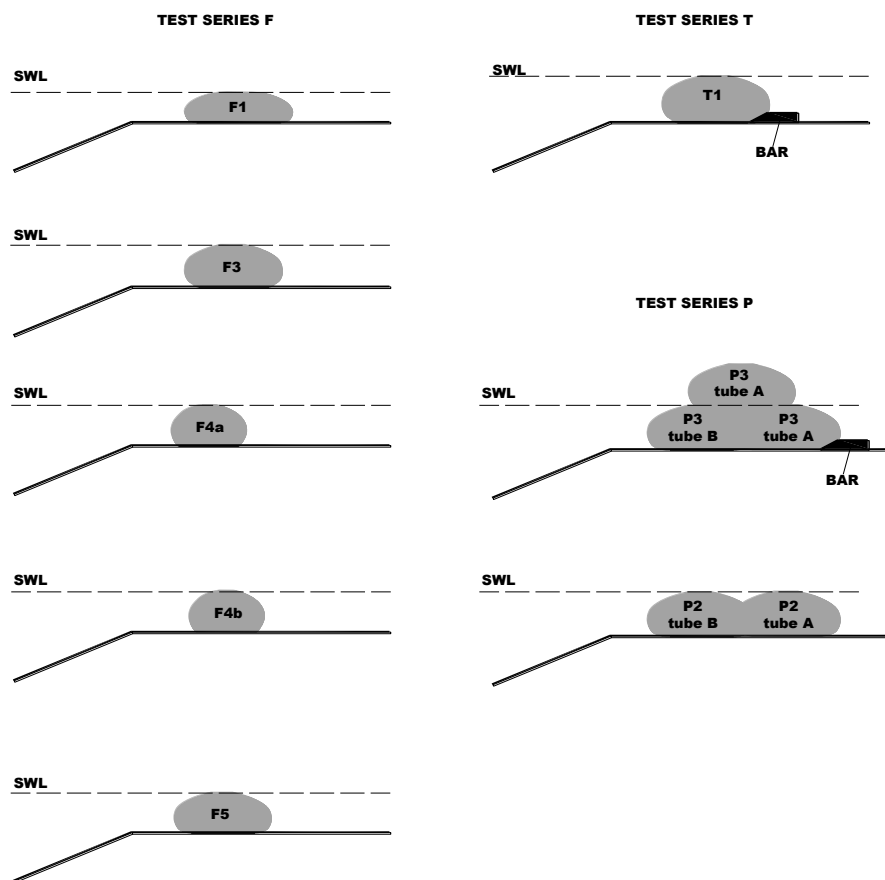 TEST SERIES F
SWL
F1
SWL
F3
SWL
F4a
SWL
F4b
SWL
F5
TEST SERIES T
SWL
T1
BAR
TEST SERIES P
P3
tube A
SWL
P3
tube B
P3
tube A
BAR
SWL
P2
tube B
P2
tube A